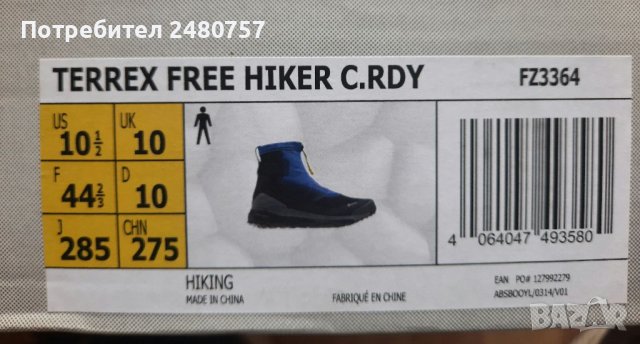 Потребител 2480757
TERREX FREE HIKER C.RDY FZ3364
US 10½ UK 10
F 44⅔ D 10
J 285 CHN 275
4 064047 493580
HIKING
MADE IN CHINA FABRIQUÉ EN CHINE
EAN PO# 127992279
ABSBOOYL/0314/V01
BAZAR